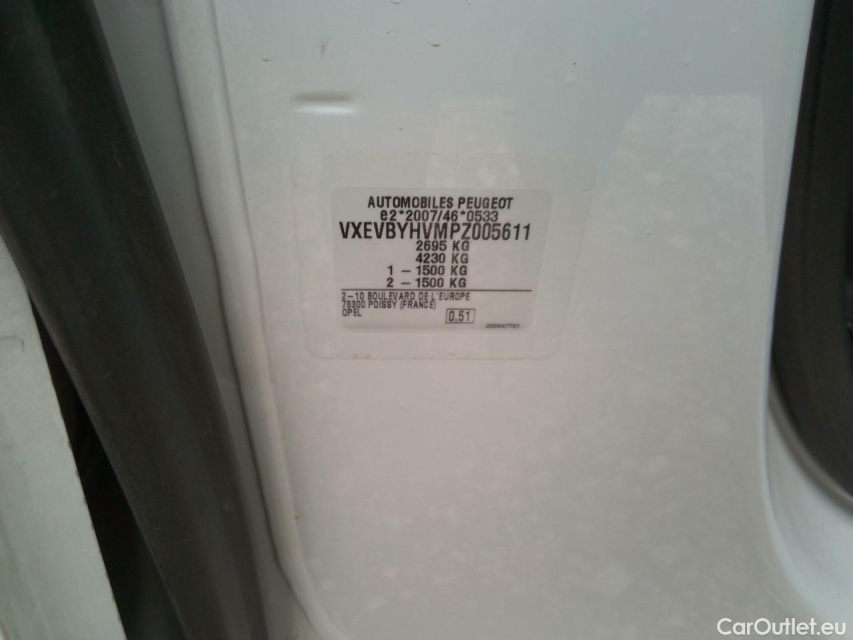 AUTOMOBILES PEUGEOT
e2*2007/46*0533
VXEVBYHVMPZ005611
2695 KG
4230 KG
1 - 1500 KG
2 - 1500 KG
2-10 BOULEVARD DE L'EUROPE
78300 POISSY (FRANCE)
OPEL
0,51
CarOutlet.eu